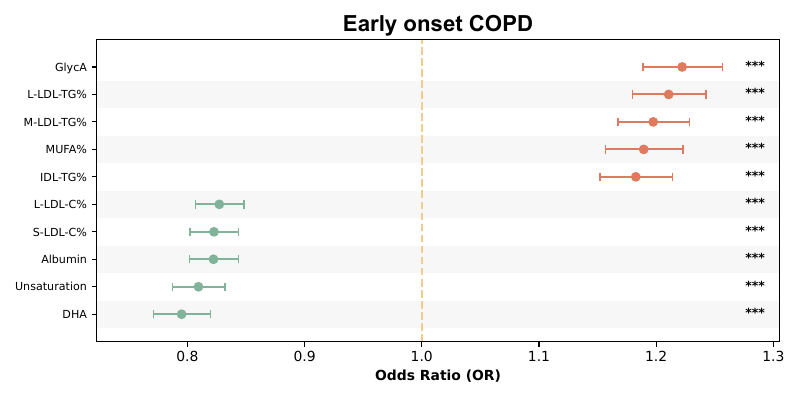 Early onset COPD
GlycA ***
L-LDL-TG% ***
M-LDL-TG% ***
MUFA% ***
IDL-TG% ***
L-LDL-C% ***
S-LDL-C% ***
Albumin ***
Unsaturation ***
DHA ***
0.8 0.9 1.0 1.1 1.2 1.3
Odds Ratio (OR)